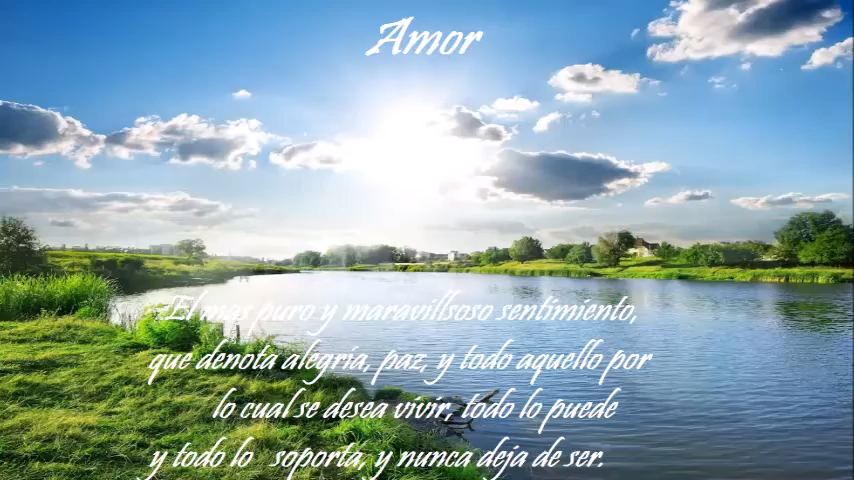 Amor
El mas puro y maravillsoso sentimiento,
que denota alegría, paz, y todo aquello por
lo cual se desea vivir, todo lo puede
y todo lo soporta, y nunca deja de ser.